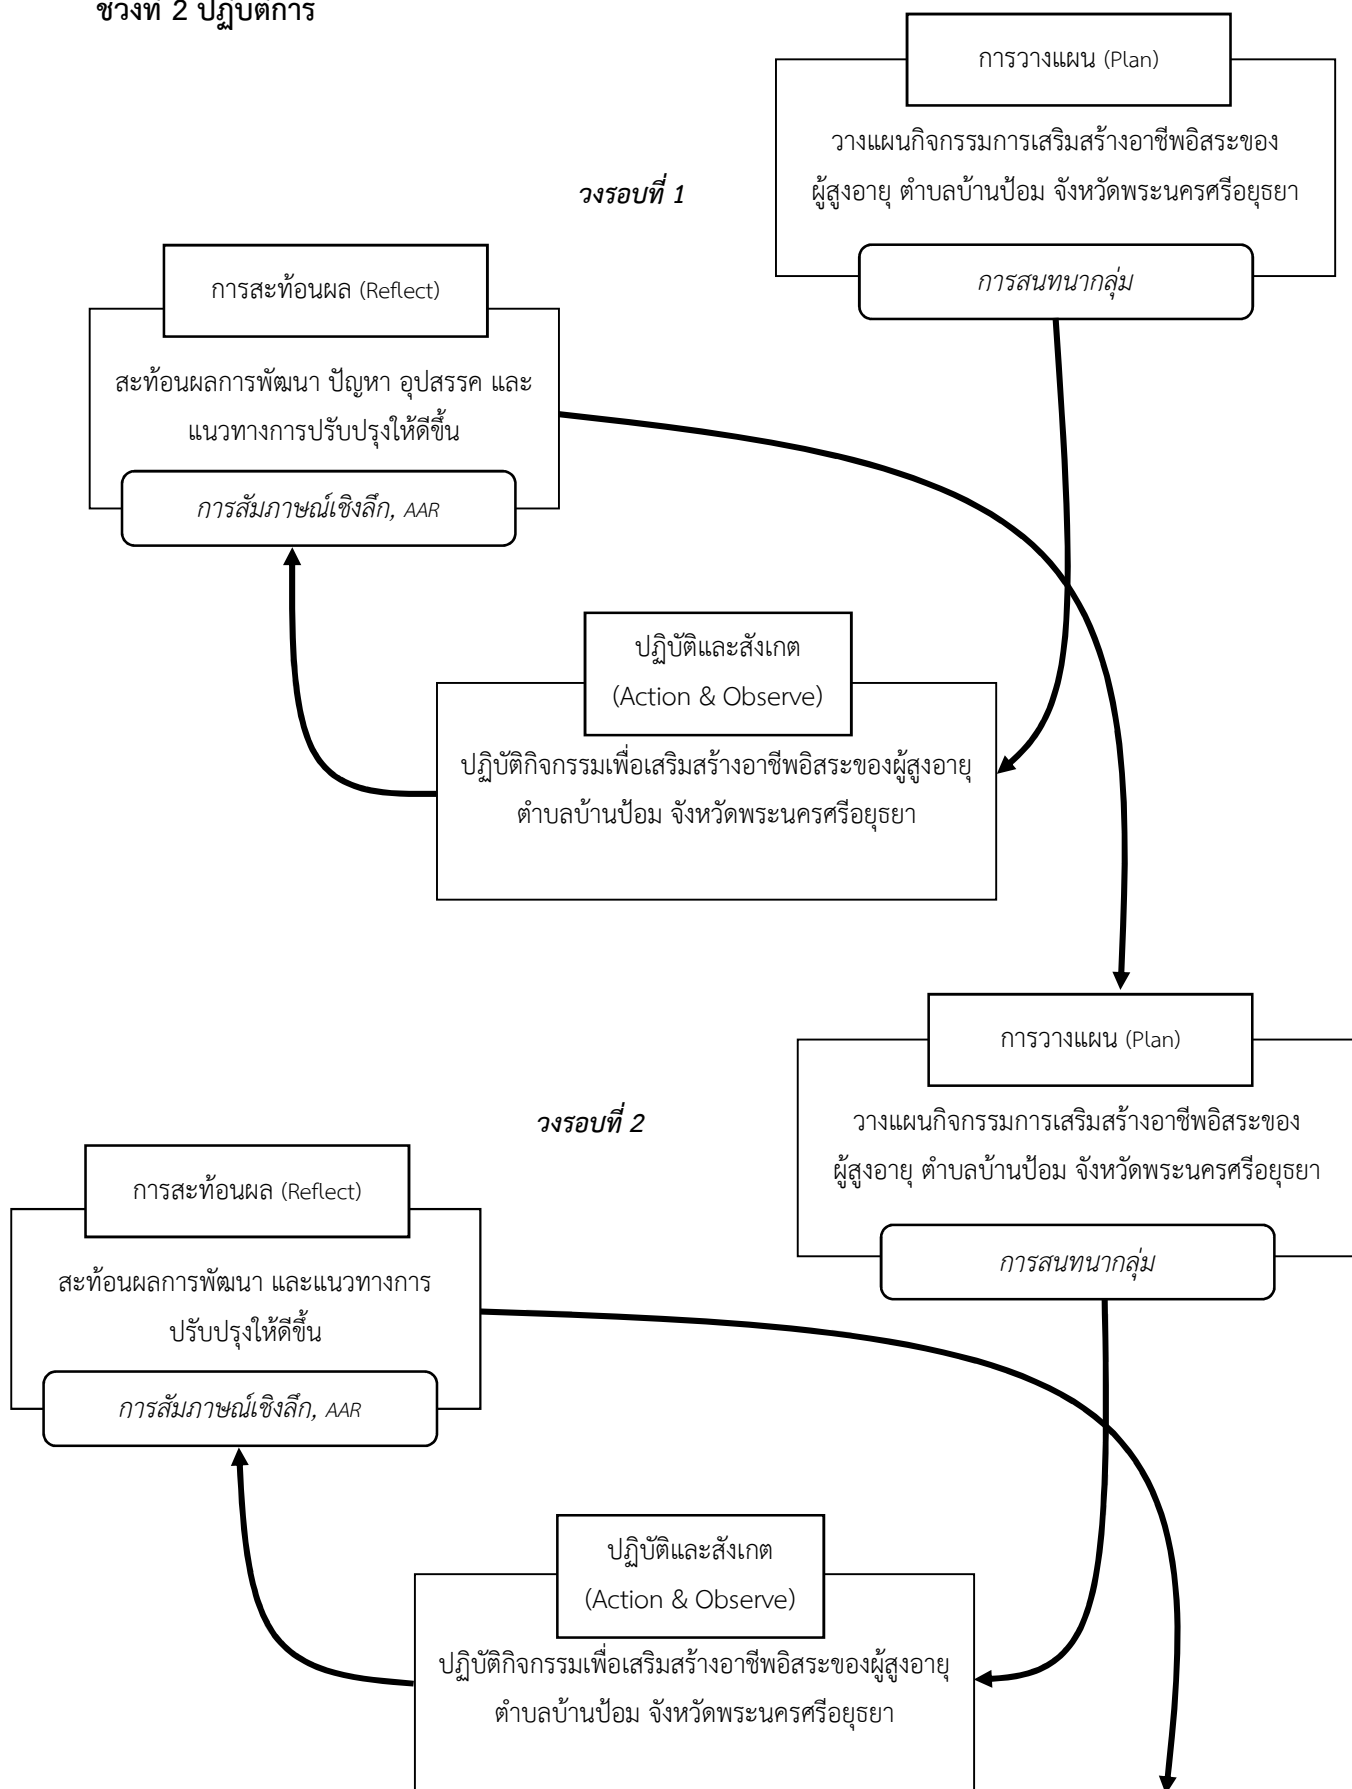 ช่วงที่ 2 ปฏิบัติการ
การวางแผน (Plan)
วางแผนกิจกรรมการเสริมสร้างอาชีพอิสระของ
ผู้สูงอายุ ตำบลบ้านป้อม จังหวัดพระนครศรีอยุธยา
การสนทนากลุ่ม
วงรอบที่ 1
การสะท้อนผล (Reflect)
สะท้อนผลการพัฒนา ปัญหา อุปสรรค และ
แนวทางการปรับปรุงให้ดีขึ้น
การสัมภาษณ์เชิงลึก, AAR
ปฏิบัติและสังเกต
(Action & Observe)
ปฏิบัติกิจกรรมเพื่อเสริมสร้างอาชีพอิสระของผู้สูงอายุ
ตำบลบ้านป้อม จังหวัดพระนครศรีอยุธยา
การวางแผน (Plan)
วางแผนกิจกรรมการเสริมสร้างอาชีพอิสระของ
ผู้สูงอายุ ตำบลบ้านป้อม จังหวัดพระนครศรีอยุธยา
การสนทนากลุ่ม
วงรอบที่ 2
การสะท้อนผล (Reflect)
สะท้อนผลการพัฒนา และแนวทางการ
ปรับปรุงให้ดีขึ้น
การสัมภาษณ์เชิงลึก, AAR
ปฏิบัติและสังเกต
(Action & Observe)
ปฏิบัติกิจกรรมเพื่อเสริมสร้างอาชีพอิสระของผู้สูงอายุ
ตำบลบ้านป้อม จังหวัดพระนครศรีอยุธยา